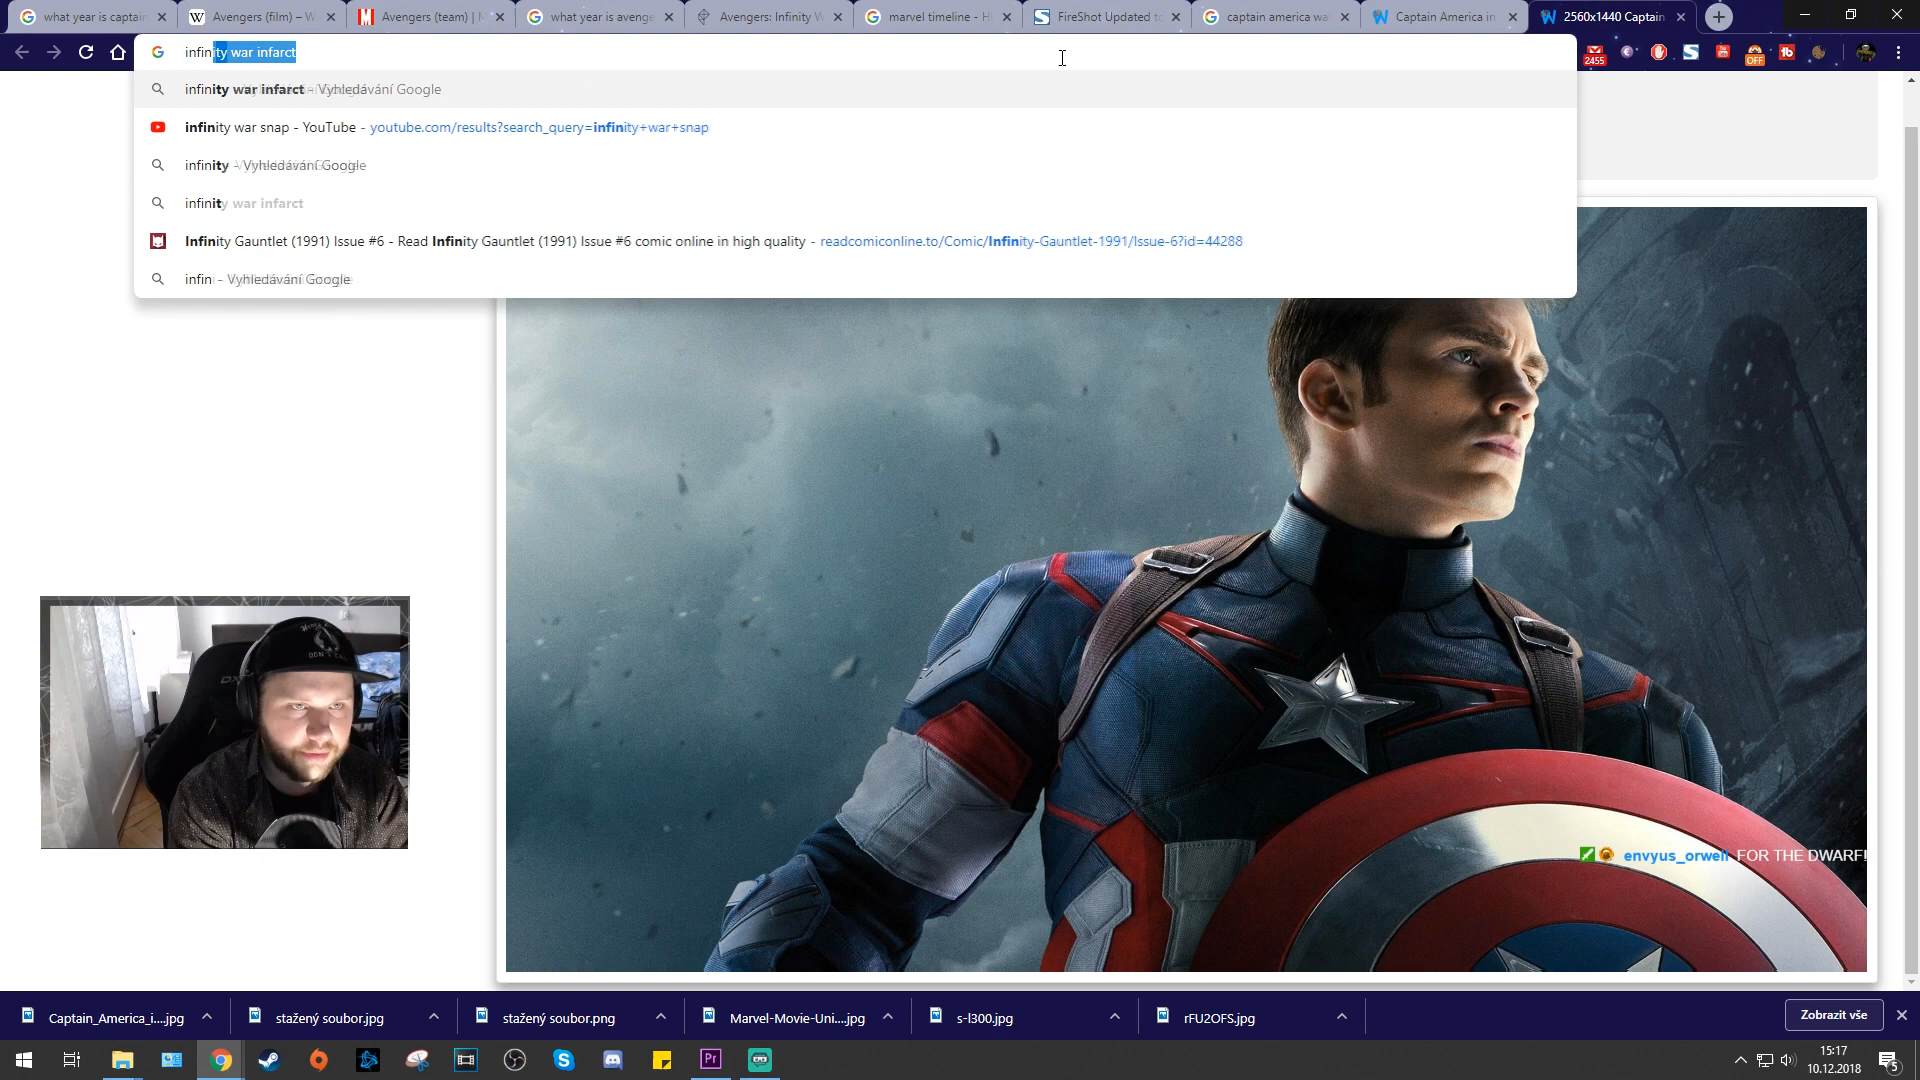 what year is captain
Avengers (film) – W
Avengers (team) | M
what year is avenge
Avengers: Infinity W
marvel timeline - H
FireShot Updated to
captain america wal
Captain America in
2560x1440 Captain
infinity war infarct
2455
OFF
infinity war infarct - Vyhledávání Google
infinity war snap - YouTube - youtube.com/results?search_query=infinity+war+snap
infinity - Vyhledávání Google
infinity war infarct
Infinity Gauntlet (1991) Issue #6 - Read Infinity Gauntlet (1991) Issue #6 comic online in high quality - readcomiconline.to/Comic/Infinity-Gauntlet-1991/Issue-6?id=44288
infin - Vyhledávání Google
envyus_orwell FOR THE DWARF!
Captain_America_i....jpg
stažený soubor.jpg
stažený soubor.png
Marvel-Movie-Uni....jpg
s-l300.jpg
rFU2OFS.jpg
Zobrazit vše
Pr
15:17
10.12.2018
5